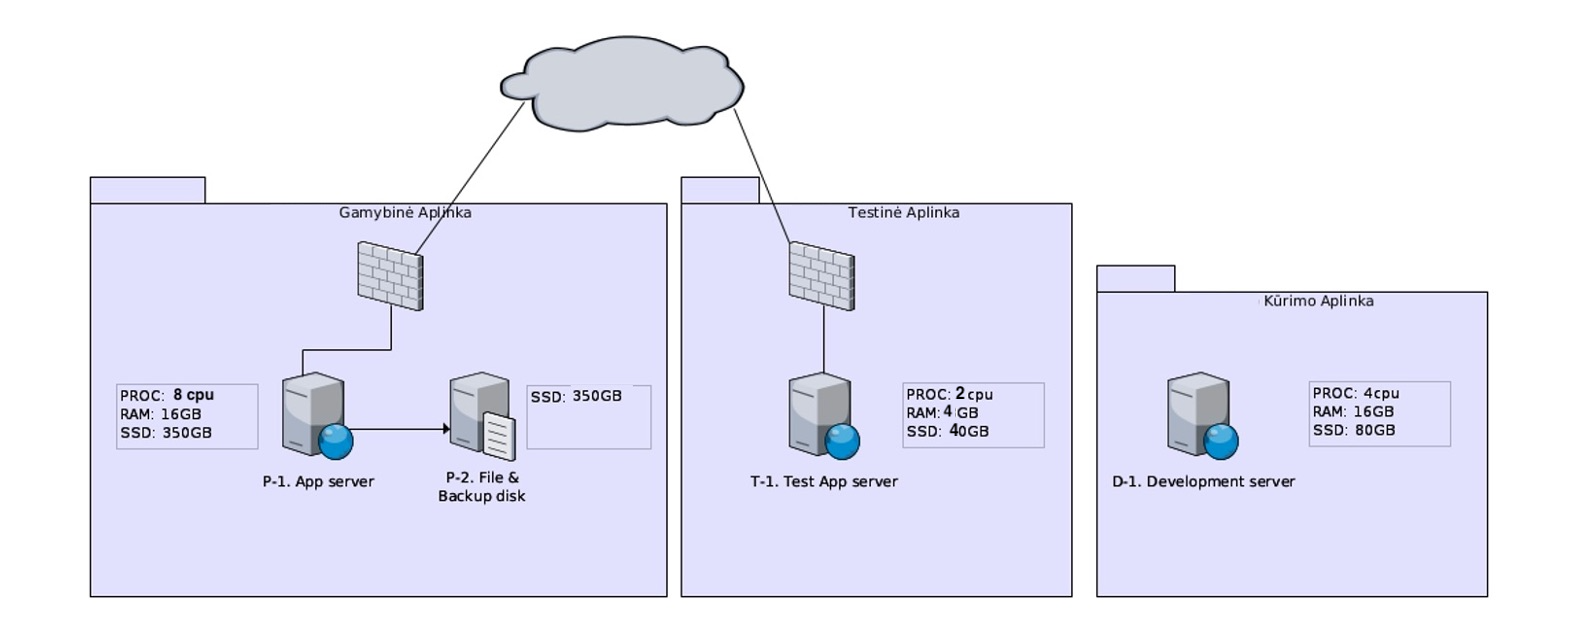 Gamybinė Aplinka
PROC: 8 cpu
RAM: 16GB
SSD: 350GB
P-1. App server
SSD: 350GB
P-2. File &
Backup disk
Testinė Aplinka
PROC: 2 cpu
RAM: 4 GB
SSD: 40GB
T-1. Test App server
Kūrimo Aplinka
PROC: 4cpu
RAM: 16GB
SSD: 80GB
D-1. Development server